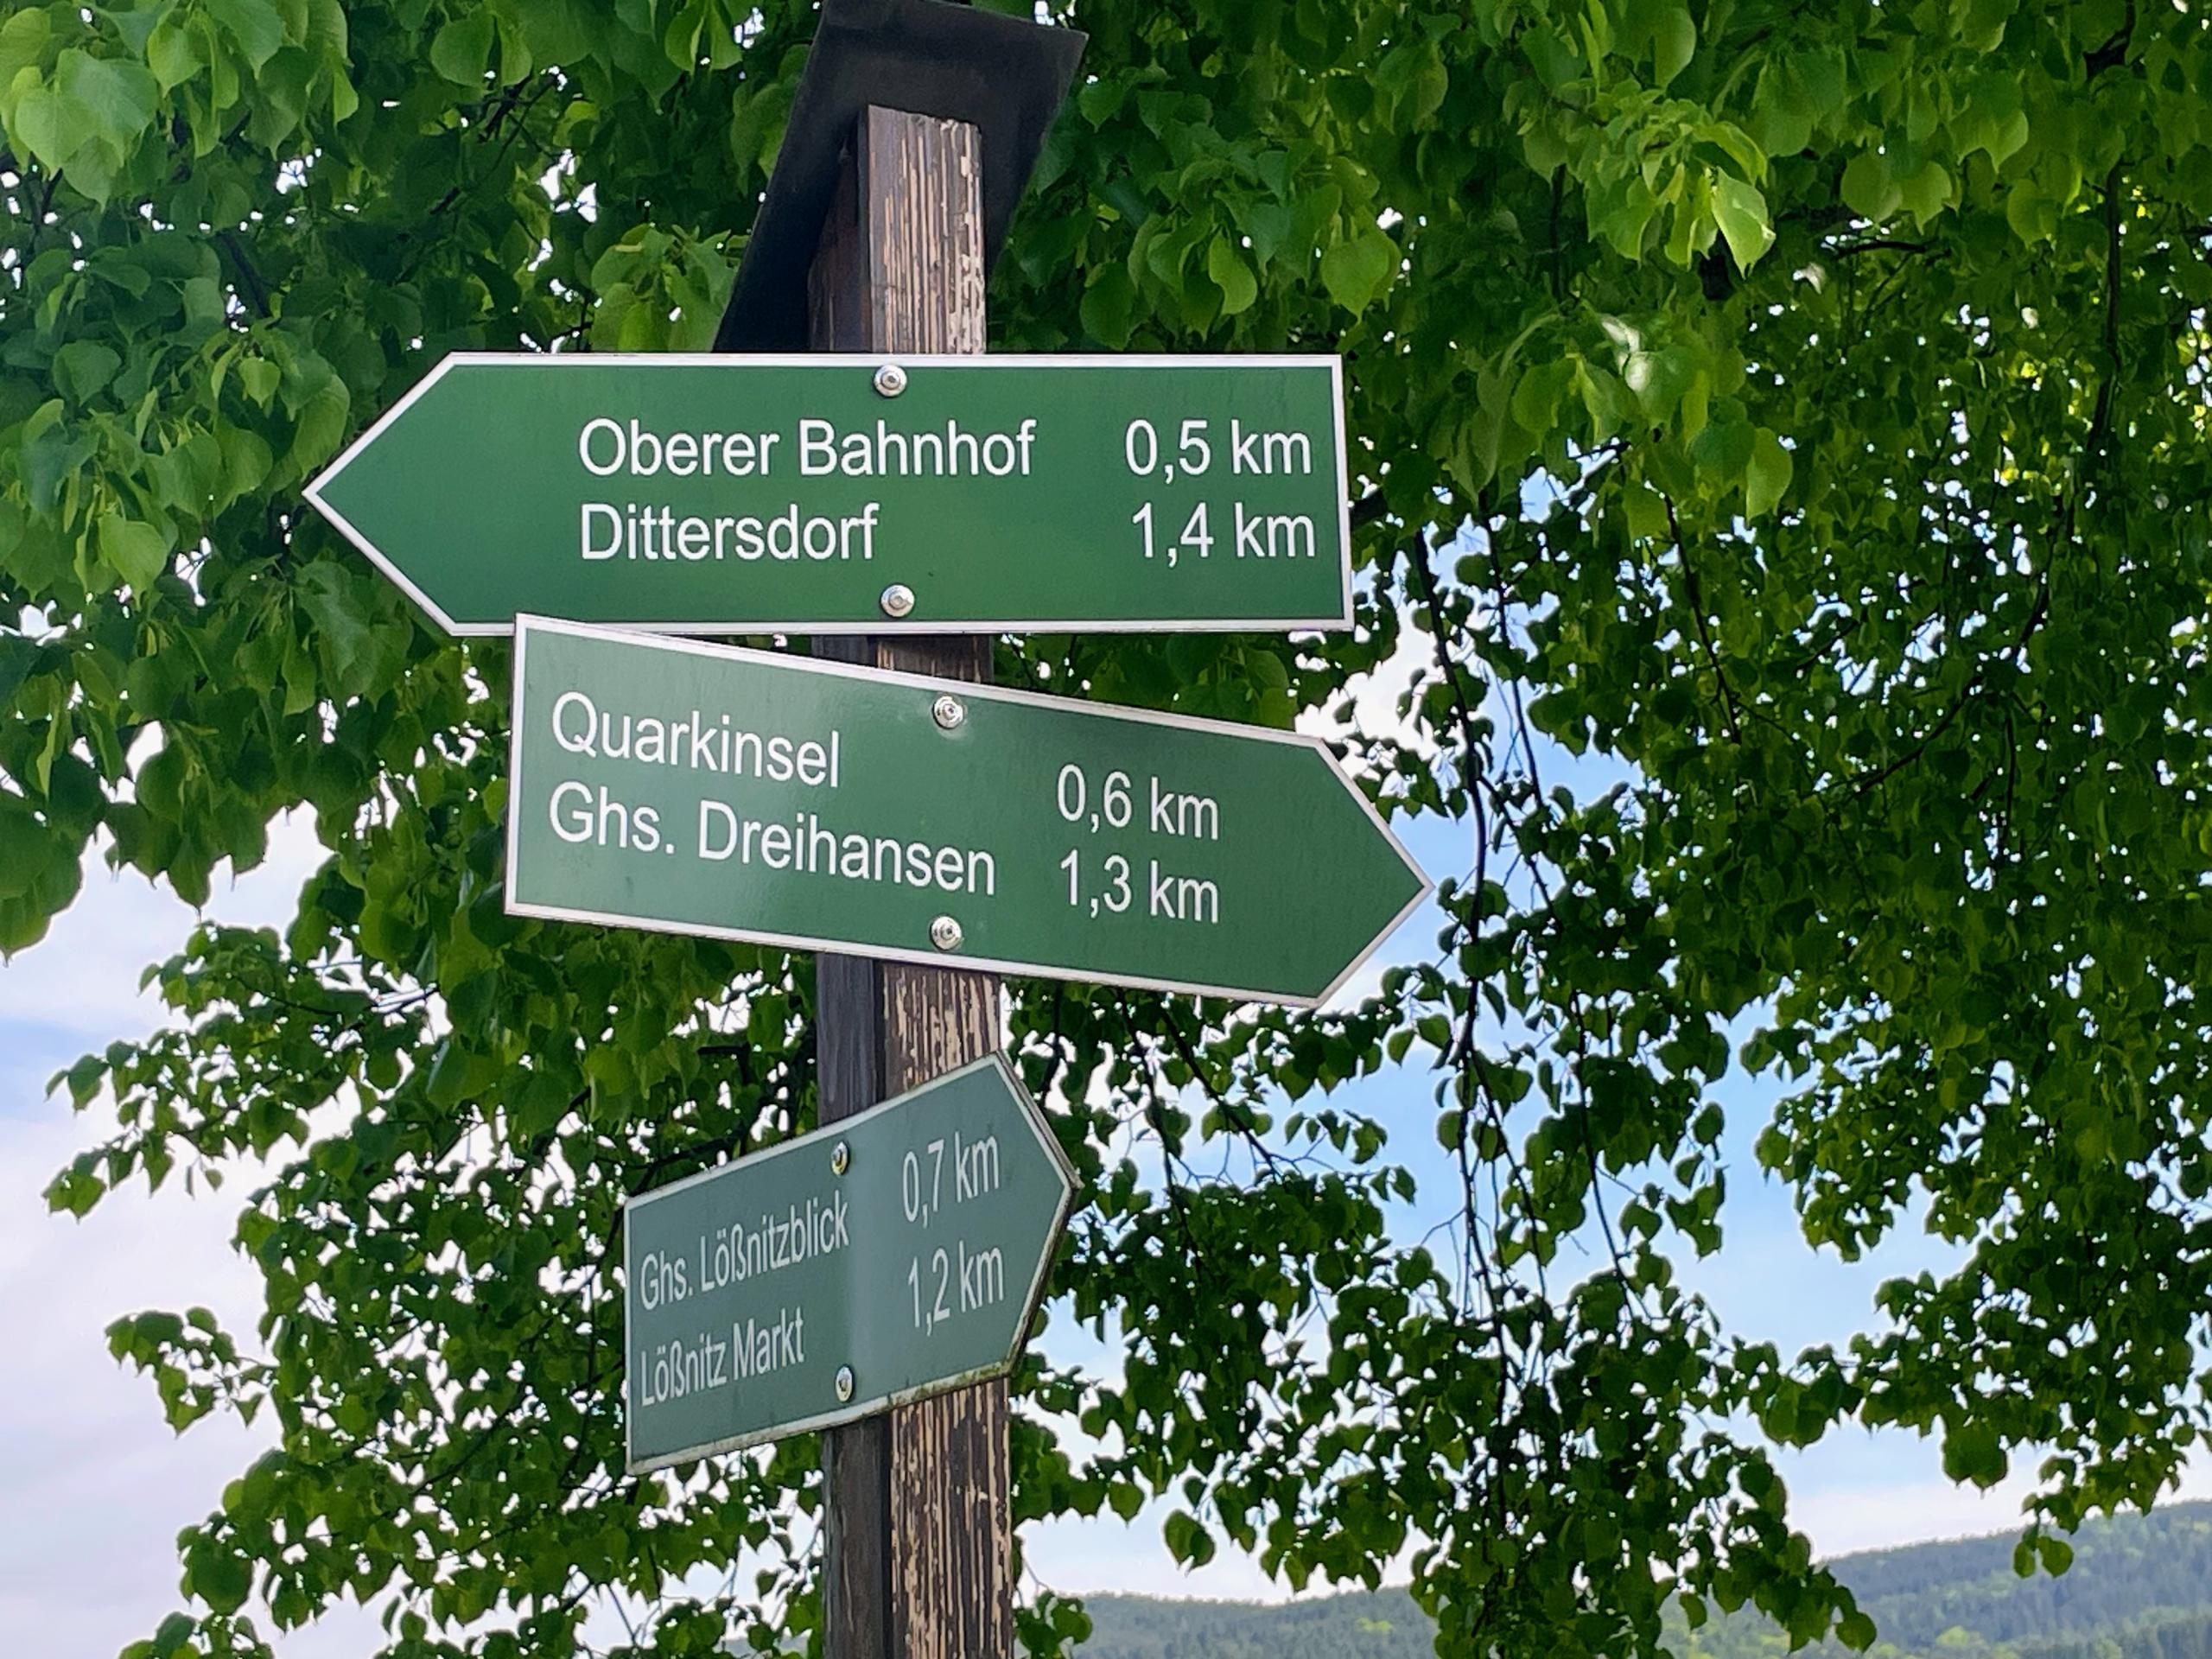 Oberer Bahnhof 0,5 km
Dittersdorf 1,4 km
Quarkinsel 0,6 km
Ghs. Dreihansen 1,3 km
Ghs. Lößnitzblick 0,7 km
Lößnitz Markt 1,2 km